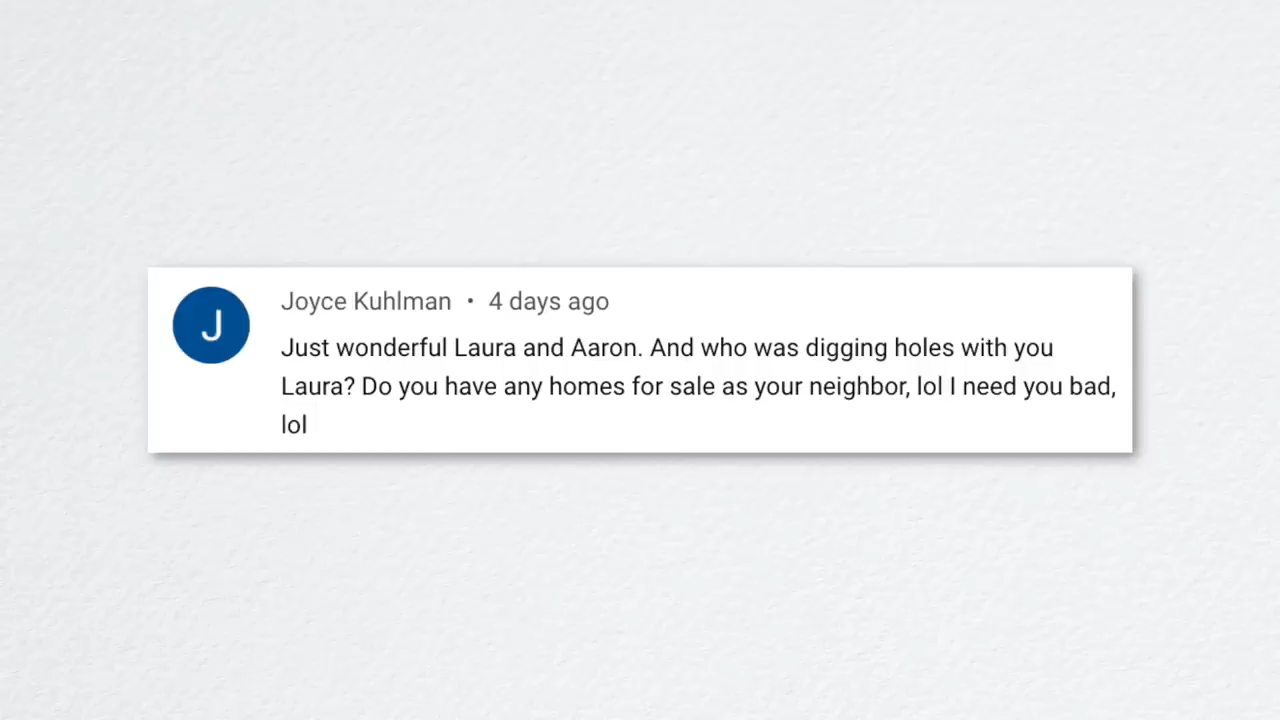 J
Joyce Kuhlman • 4 days ago
Just wonderful Laura and Aaron. And who was digging holes with you
Laura? Do you have any homes for sale as your neighbor, lol I need you bad,
lol